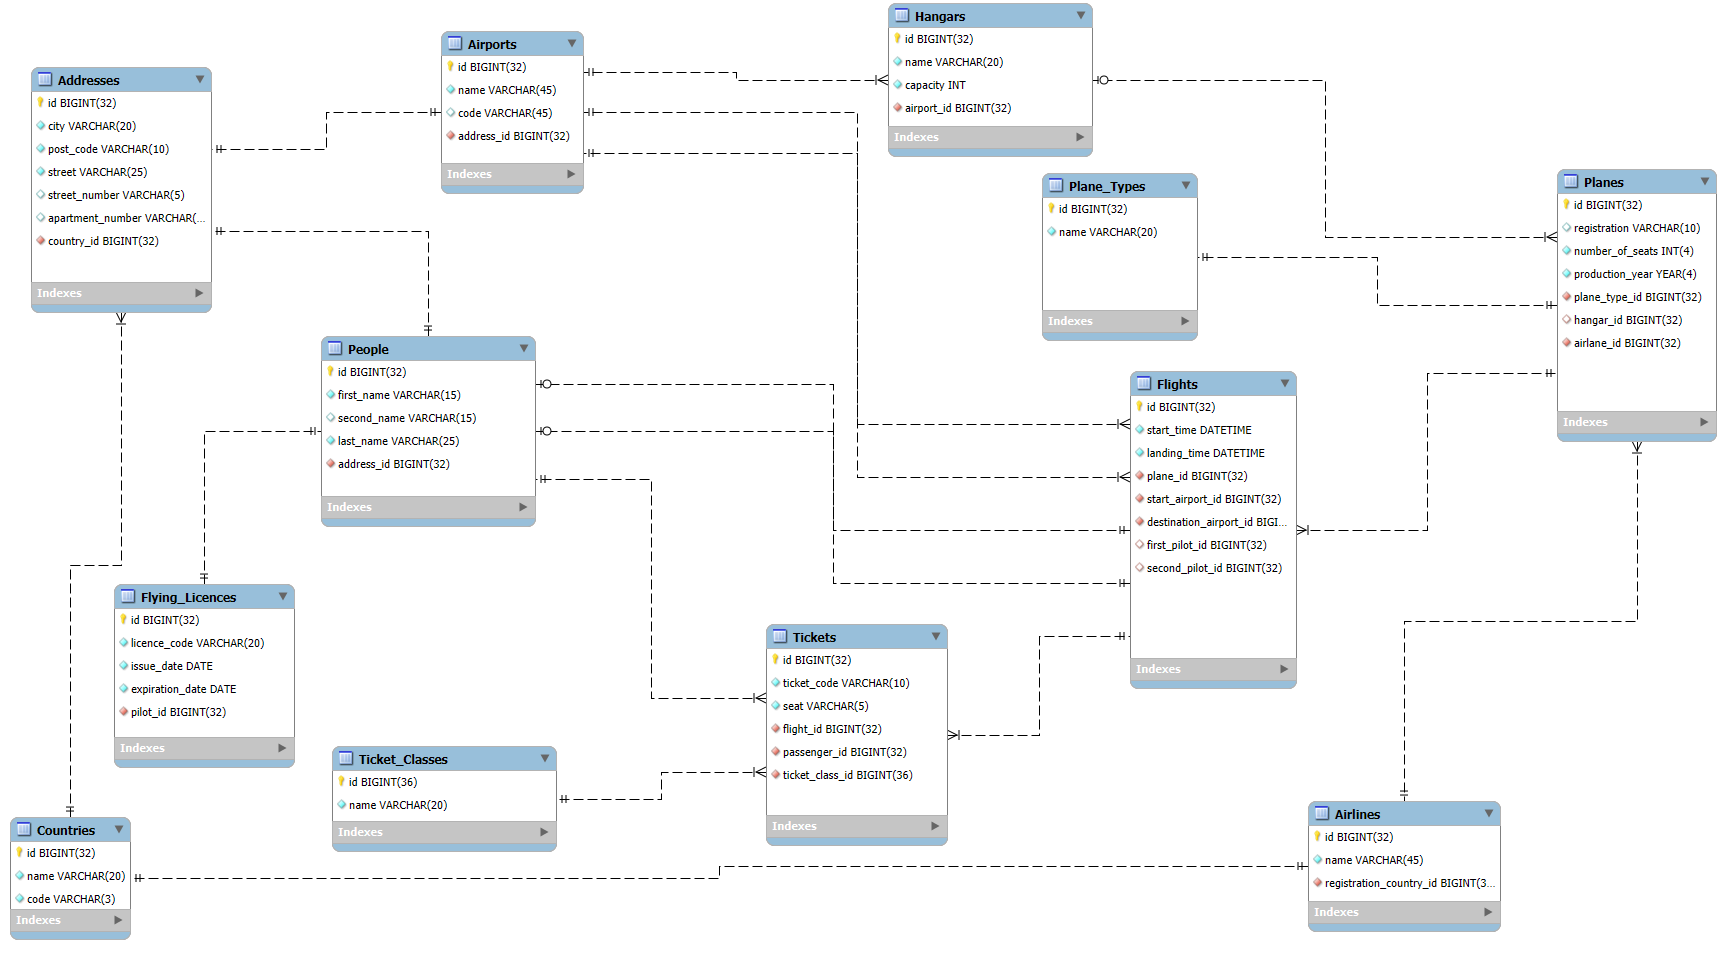 Addresses
id BIGINT(32)
city VARCHAR(20)
post_code VARCHAR(10)
street VARCHAR(25)
street_number VARCHAR(5)
apartment_number VARCHAR(...
country_id BIGINT(32)
Indexes
Airports
id BIGINT(32)
name VARCHAR(45)
code VARCHAR(45)
address_id BIGINT(32)
Indexes
Hangars
id BIGINT(32)
name VARCHAR(20)
capacity INT
airport_id BIGINT(32)
Indexes
Plane_Types
id BIGINT(32)
name VARCHAR(20)
Indexes
Planes
id BIGINT(32)
registration VARCHAR(10)
number_of_seats INT(4)
production_year YEAR(4)
plane_type_id BIGINT(32)
hangar_id BIGINT(32)
airlane_id BIGINT(32)
Indexes
People
id BIGINT(32)
first_name VARCHAR(15)
second_name VARCHAR(15)
last_name VARCHAR(25)
address_id BIGINT(32)
Indexes
Flights
id BIGINT(32)
start_time DATETIME
landing_time DATETIME
plane_id BIGINT(32)
start_airport_id BIGINT(32)
destination_airport_id BIGI...
first_pilot_id BIGINT(32)
second_pilot_id BIGINT(32)
Indexes
Flying_Licences
id BIGINT(32)
licence_code VARCHAR(20)
issue_date DATE
expiration_date DATE
pilot_id BIGINT(32)
Indexes
Tickets
id BIGINT(32)
ticket_code VARCHAR(10)
seat VARCHAR(5)
flight_id BIGINT(32)
passenger_id BIGINT(32)
ticket_class_id BIGINT(36)
Indexes
Ticket_Classes
id BIGINT(36)
name VARCHAR(20)
Indexes
Countries
id BIGINT(32)
name VARCHAR(20)
code VARCHAR(3)
Indexes
Airlines
id BIGINT(32)
name VARCHAR(45)
registration_country_id BIGINT(3...
Indexes